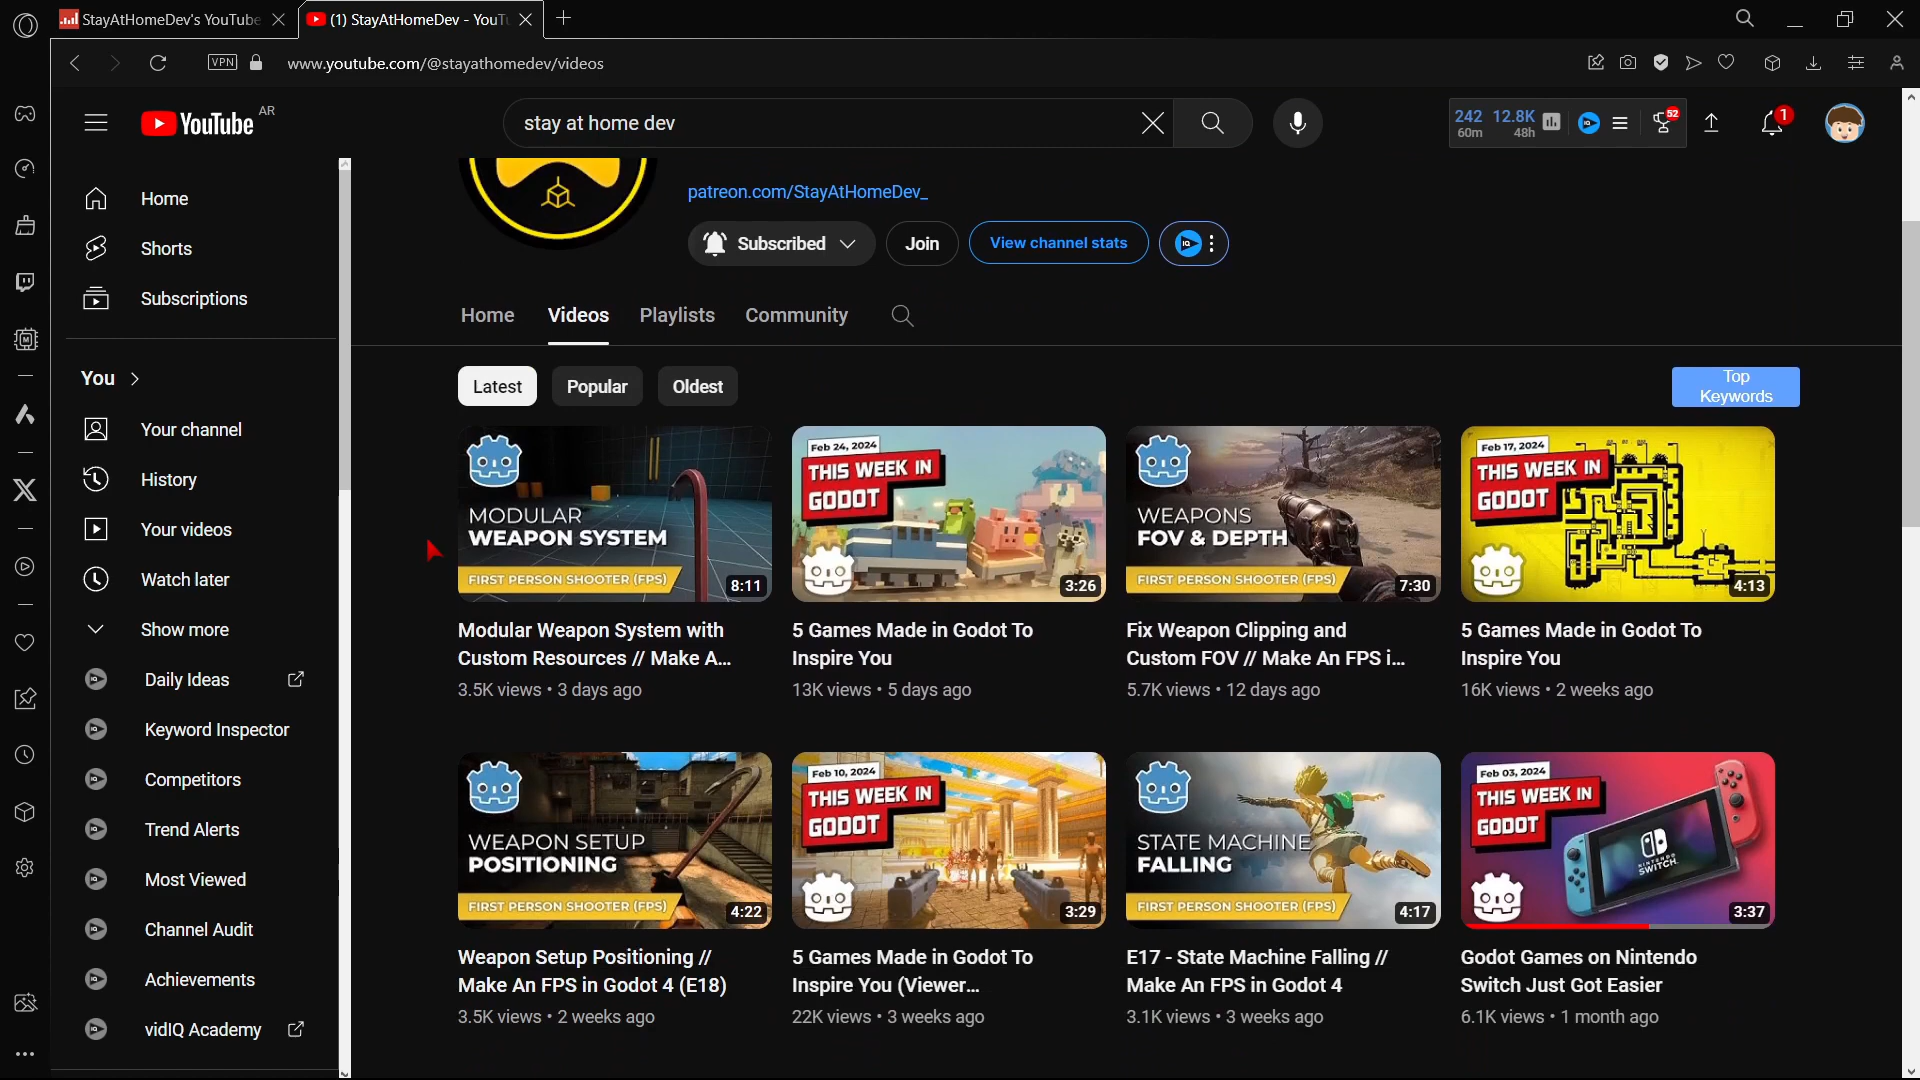 StayAtHomeDev's YouTube
(1) StayAtHomeDev - YouTu
VPN
www.youtube.com/@stayathomedev/videos
YouTube
AR
stay at home dev
242 12.8K
60m 48h
52
1
Home
Shorts
Subscriptions
You
Your channel
History
Your videos
Watch later
Show more
Daily Ideas
Keyword Inspector
Competitors
Trend Alerts
Most Viewed
Channel Audit
Achievements
vidIQ Academy
patreon.com/StayAtHomeDev_
Subscribed
Join
View channel stats
Home
Videos
Playlists
Community
Latest
Popular
Oldest
Top
Keywords
MODULAR
WEAPON SYSTEM
FIRST PERSON SHOOTER (FPS)
8:11
Modular Weapon System with
Custom Resources // Make A...
3.5K views • 3 days ago
Feb 24, 2024
THIS WEEK IN
GODOT
3:26
5 Games Made in Godot To
Inspire You
13K views • 5 days ago
WEAPONS
FOV & DEPTH
FIRST PERSON SHOOTER (FPS)
7:30
Fix Weapon Clipping and
Custom FOV // Make An FPS i...
5.7K views • 12 days ago
Feb 17, 2024
THIS WEEK IN
GODOT
4:13
5 Games Made in Godot To
Inspire You
16K views • 2 weeks ago
WEAPON SETUP
POSITIONING
FIRST PERSON SHOOTER (FPS)
4:22
Weapon Setup Positioning //
Make An FPS in Godot 4 (E18)
3.5K views • 2 weeks ago
Feb 10, 2024
THIS WEEK IN
GODOT
3:29
5 Games Made in Godot To
Inspire You (Viewer...
22K views • 3 weeks ago
STATE MACHINE
FALLING
FIRST PERSON SHOOTER (FPS)
4:17
E17 - State Machine Falling //
Make An FPS in Godot 4
3.1K views • 3 weeks ago
Feb 03, 2024
THIS WEEK IN
GODOT
NINTENDO
SWITCH
3:37
Godot Games on Nintendo
Switch Just Got Easier
6.1K views • 1 month ago